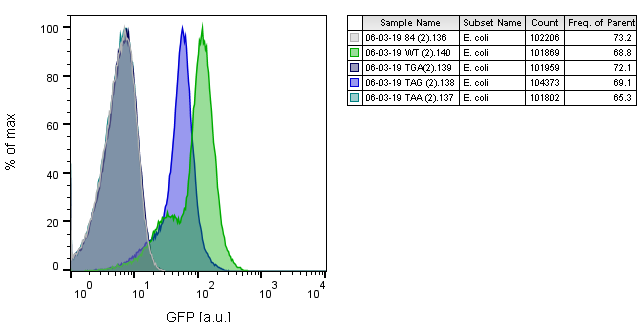 % of max
100
80
60
40
20
0
10^0 10^1 10^2 10^3 10^4
GFP [a.u.]
Sample Name Subset Name Count Freq. of Parent
06-03-19 84 (2).136 E. coli 102206 73.2
06-03-19 WT (2).140 E. coli 101869 68.8
06-03-19 TGA(2).139 E. coli 101959 72.1
06-03-19 TAG (2).138 E. coli 104373 69.1
06-03-19 TAA (2).137 E. coli 101802 65.3